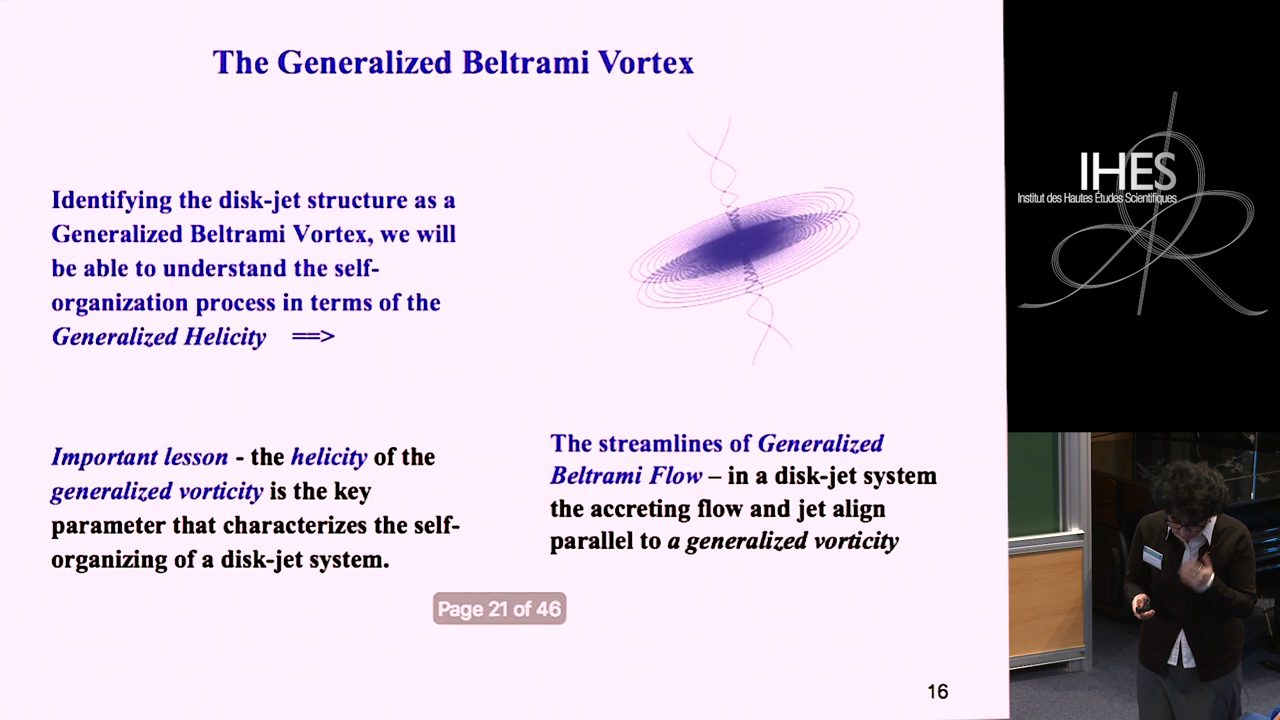 The Generalized Beltrami Vortex
Identifying the disk-jet structure as a
Generalized Beltrami Vortex, we will
be able to understand the self-
organization process in terms of the
Generalized Helicity ==>
Important lesson - the helicity of the
generalized vorticity is the key
parameter that characterizes the self-
organizing of a disk-jet system.
The streamlines of Generalized
Beltrami Flow – in a disk-jet system
the accreting flow and jet align
parallel to a generalized vorticity
Page 21 of 46
16
IHES
Institut des Hautes Études Scientifiques